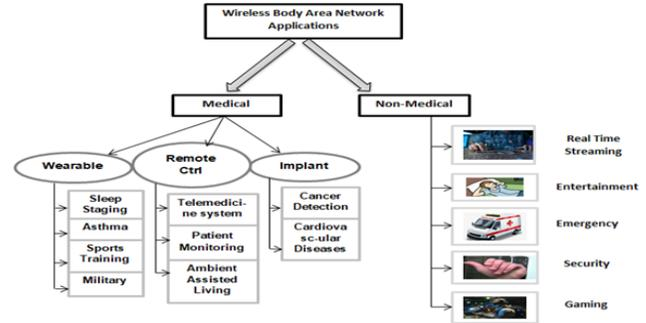 Wireless Body Area Network
Applications
Medical
Non-Medical
Wearable
Remote
Ctrl
Implant
Sleep
Staging
Asthma
Sports
Training
Military
Telemedici-
ne system
Patient
Monitoring
Ambient
Assisted
Living
Cancer
Detection
Cardiova
sc-ular
Diseases
Real Time
Streaming
Entertainment
Emergency
Security
Gaming